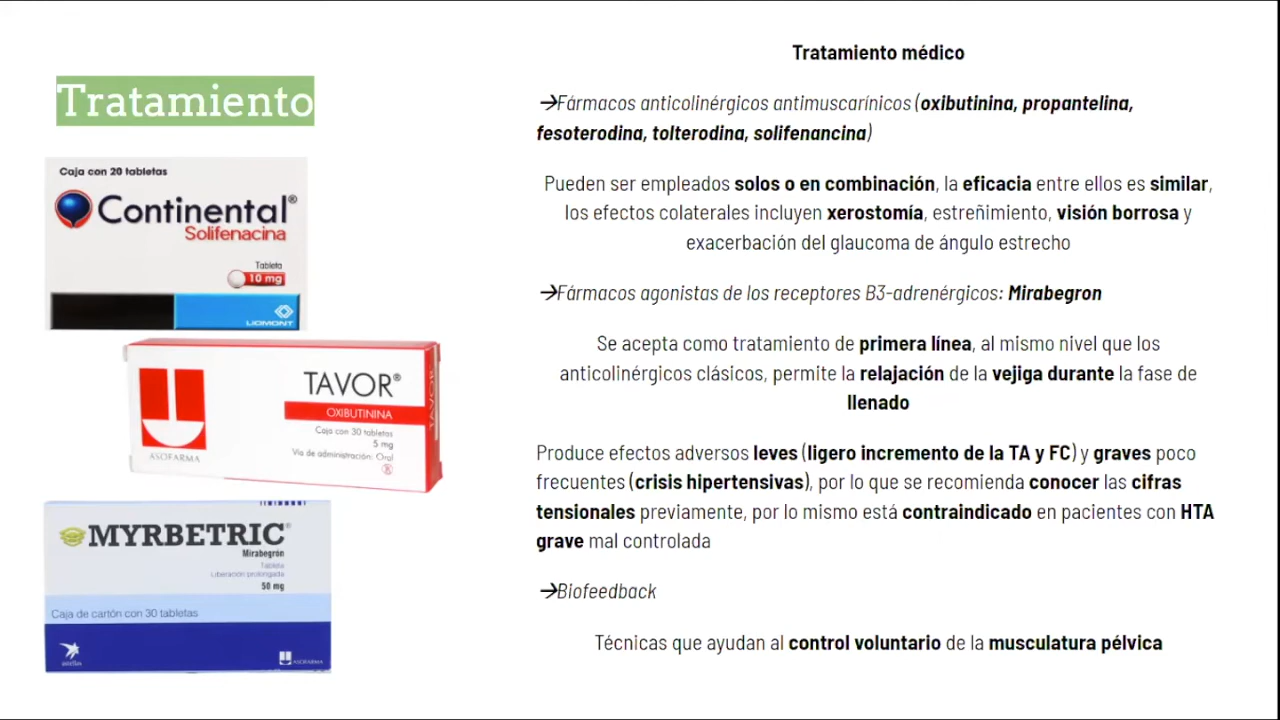 Tratamiento
Caja con 20 tabletas
Continental®
Solifenacina
Tableta
10 mg
LIOMONT
TAVOR®
OXIBUTININA
Caja con 30 tabletas
5 mg
Vía de administración: Oral
®
ASOFARMA
TAVOR
MYRBETRIC®
Mirabegrón
Tableta
Liberación prolongada
50 mg
Caja de cartón con 30 tabletas
astellas
ASOFARMA
Tratamiento médico
→Fármacos anticolinérgicos antimuscarínicos (oxibutinina, propantelina,
fesoterodina, tolterodina, solifenancina)
Pueden ser empleados solos o en combinación, la eficacia entre ellos es similar,
los efectos colaterales incluyen xerostomía, estreñimiento, visión borrosa y
exacerbación del glaucoma de ángulo estrecho
→Fármacos agonistas de los receptores B3-adrenérgicos: Mirabegron
Se acepta como tratamiento de primera línea, al mismo nivel que los
anticolinérgicos clásicos, permite la relajación de la vejiga durante la fase de
llenado
Produce efectos adversos leves (ligero incremento de la TA y FC) y graves poco
frecuentes (crisis hipertensivas), por lo que se recomienda conocer las cifras
tensionales previamente, por lo mismo está contraindicado en pacientes con HTA
grave mal controlada
→Biofeedback
Técnicas que ayudan al control voluntario de la musculatura pélvica